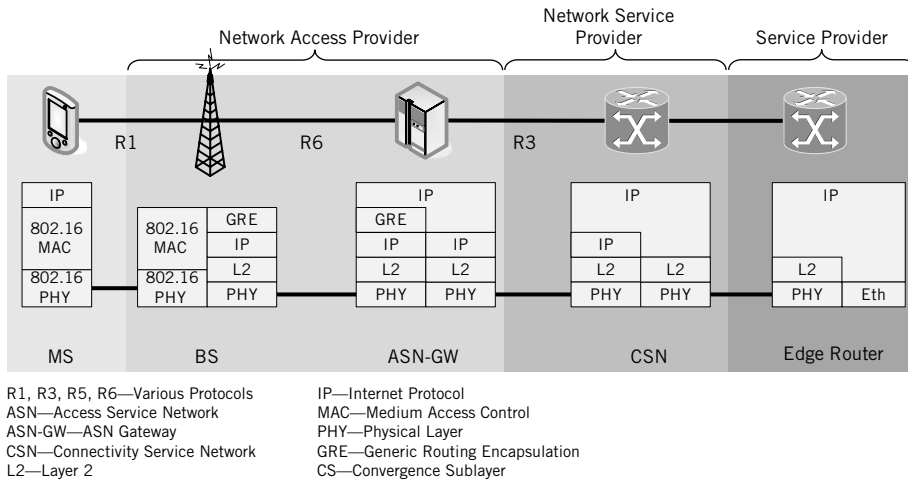 Network Access Provider
Network Service Provider
Service Provider
R1
R6
R3
IP
802.16 MAC
802.16 PHY
802.16 MAC
802.16 PHY
GRE
IP
L2
PHY
IP
GRE
IP
L2
PHY
IP
L2
PHY
IP
IP
L2
PHY
L2
PHY
IP
L2
PHY
Eth
MS
BS
ASN-GW
CSN
Edge Router
R1, R3, R5, R6—Various Protocols
ASN—Access Service Network
ASN-GW—ASN Gateway
CSN—Connectivity Service Network
L2—Layer 2
IP—Internet Protocol
MAC—Medium Access Control
PHY—Physical Layer
GRE—Generic Routing Encapsulation
CS—Convergence Sublayer